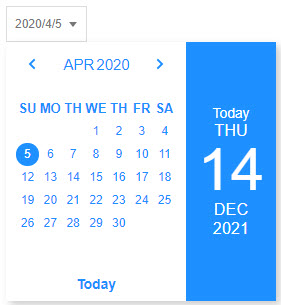 2020/4/5
APR 2020
SU MO TH WE TH FR SA
1 2 3 4
5 6 7 8 9 10 11
12 13 14 15 16 17 18
19 20 21 22 23 24 25
26 27 28 29 30
Today
Today
THU
14
DEC
2021